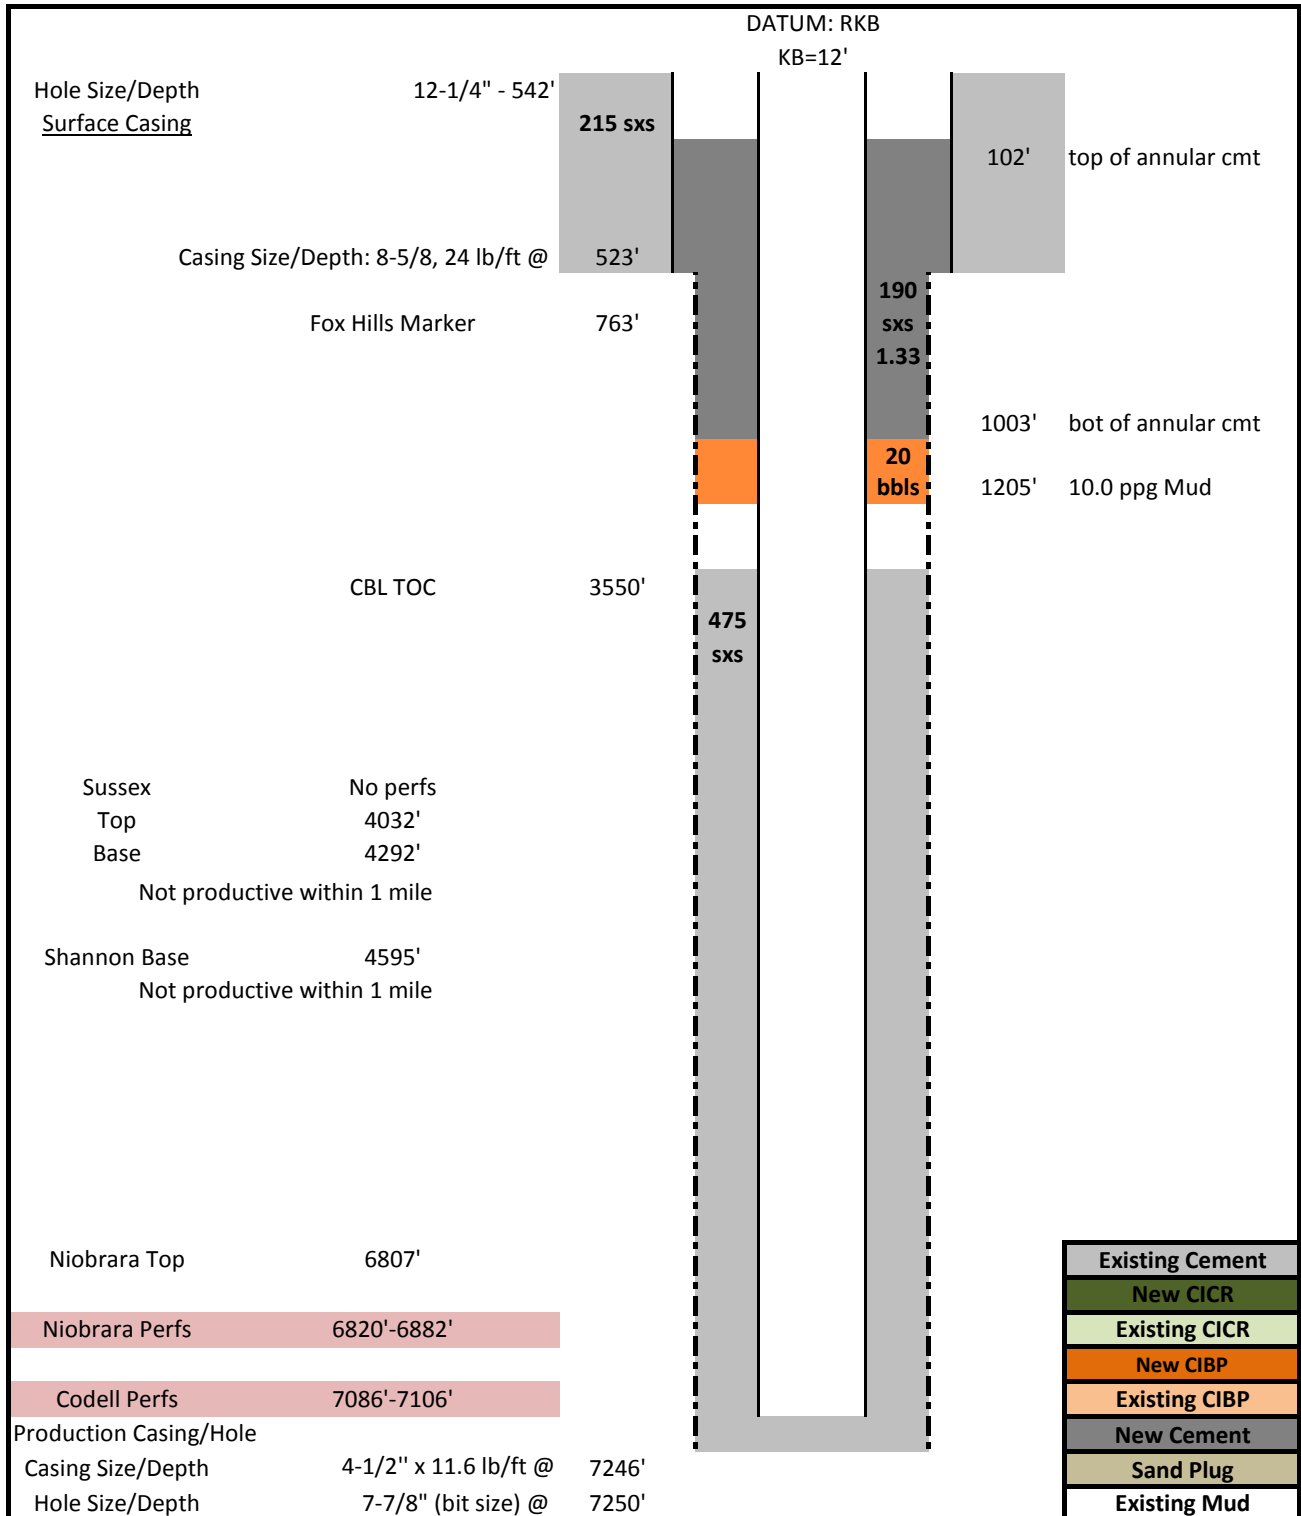 DATUM: RKB
KB=12'
Hole Size/Depth 12-1/4" - 542'
Surface Casing 215 sxs
102' top of annular cmt
Casing Size/Depth: 8-5/8, 24 lb/ft @ 523'
190
Fox Hills Marker 763' sxs
1.33
1003' bot of annular cmt
20
bbls 1205' 10.0 ppg Mud
CBL TOC 3550'
475
sxs
Sussex No perfs
Top 4032'
Base 4292'
Not productive within 1 mile
Shannon Base 4595'
Not productive within 1 mile
Niobrara Top 6807' Existing Cement
New CICR
Niobrara Perfs 6820'-6882' Existing CICR
New CIBP
Codell Perfs 7086'-7106' Existing CIBP
Production Casing/Hole New Cement
Casing Size/Depth 4-1/2'' x 11.6 lb/ft @ 7246' Sand Plug
Hole Size/Depth 7-7/8" (bit size) @ 7250' Existing Mud